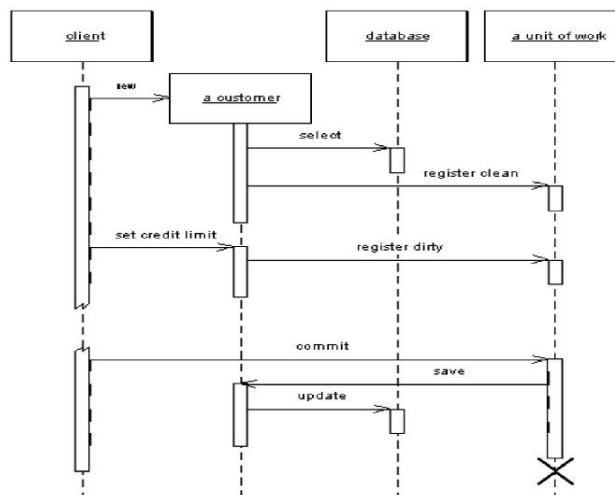 client
database
a unit of work
new
a customer
select
register clean
set credit limit
register dirty
commit
save
update